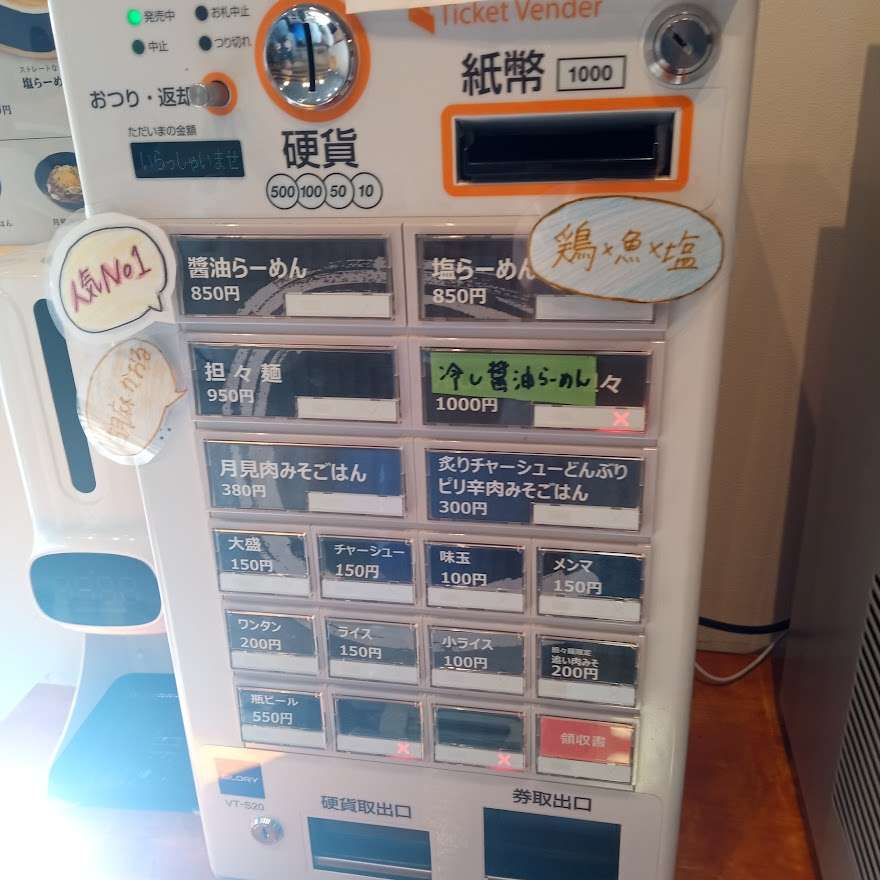 Ticket Vender
発売中
お札中止
中止
つり切れ
おつり・返却
ただいまの金額
いらっしゃいませ
硬貨
500 100 50 10
紙幣 1000
塩らーめ
人気No1
醬油らーめん
850円
塩らーめん
850円
鶏×魚×塩
担々麺
950円
冷し醤油らーめん
々
1000円
月見肉みそごはん
380円
炙りチャーシューどんぶり
ピリ辛肉みそごはん
300円
大盛
150円
チャーシュー
150円
味玉
100円
メンマ
150円
ワンタン
200円
ライス
150円
小ライス
100円
担々麺限定
追い肉みそ
200円
瓶ビール
550円
領収書
GLORY
VT-S20
硬貨取出口
券取出口